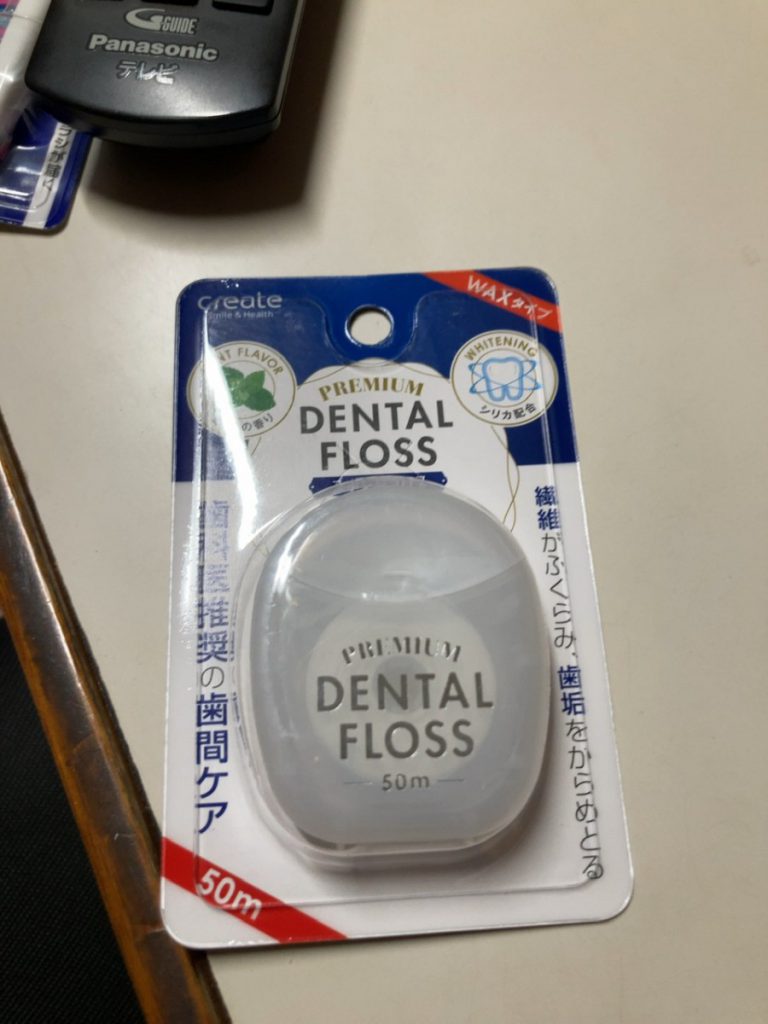 G GUIDE
Panasonic
テレビ
create
Smile & Health
WAXタイプ
FLAVOR
の香り
WHITENING
シリカ配合
PREMIUM
DENTAL
FLOSS
推奨の歯間ケア
繊維がふくらみ、歯垢をからめとる
PREMIUM
DENTAL
FLOSS
50m
50m